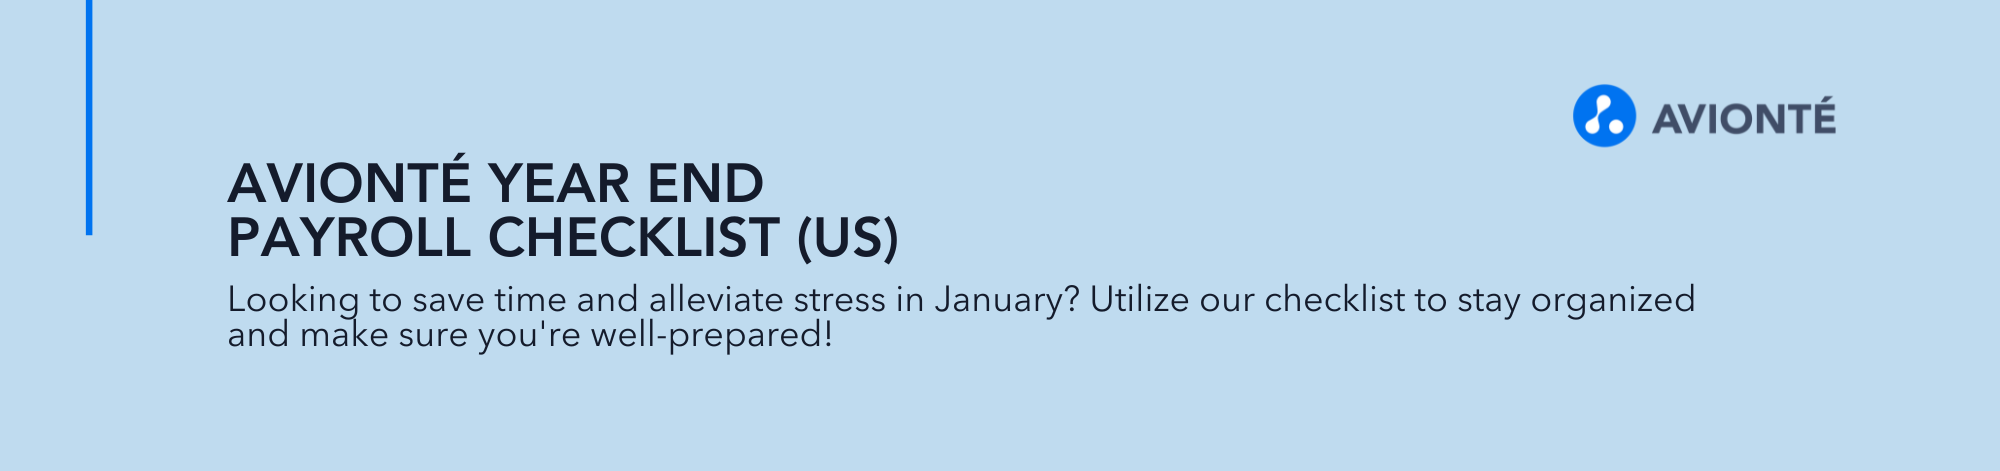 AVIONTÉ
AVIONTÉ YEAR END
PAYROLL CHECKLIST (US)
Looking to save time and alleviate stress in January? Utilize our checklist to stay organized
and make sure you're well-prepared!